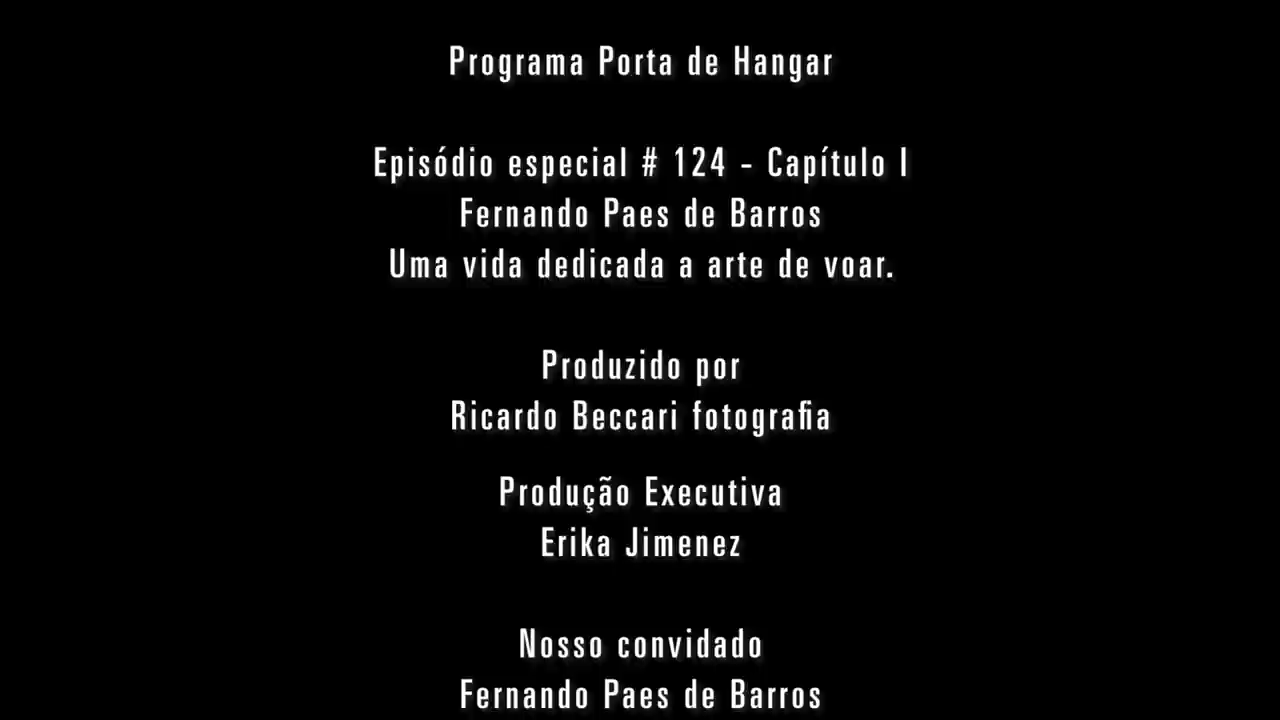 Programa Porta de Hangar
Episódio especial # 124 - Capítulo I
Fernando Paes de Barros
Uma vida dedicada a arte de voar.
Produzido por
Ricardo Beccari fotografia
Produção Executiva
Erika Jimenez
Nosso convidado
Fernando Paes de Barros